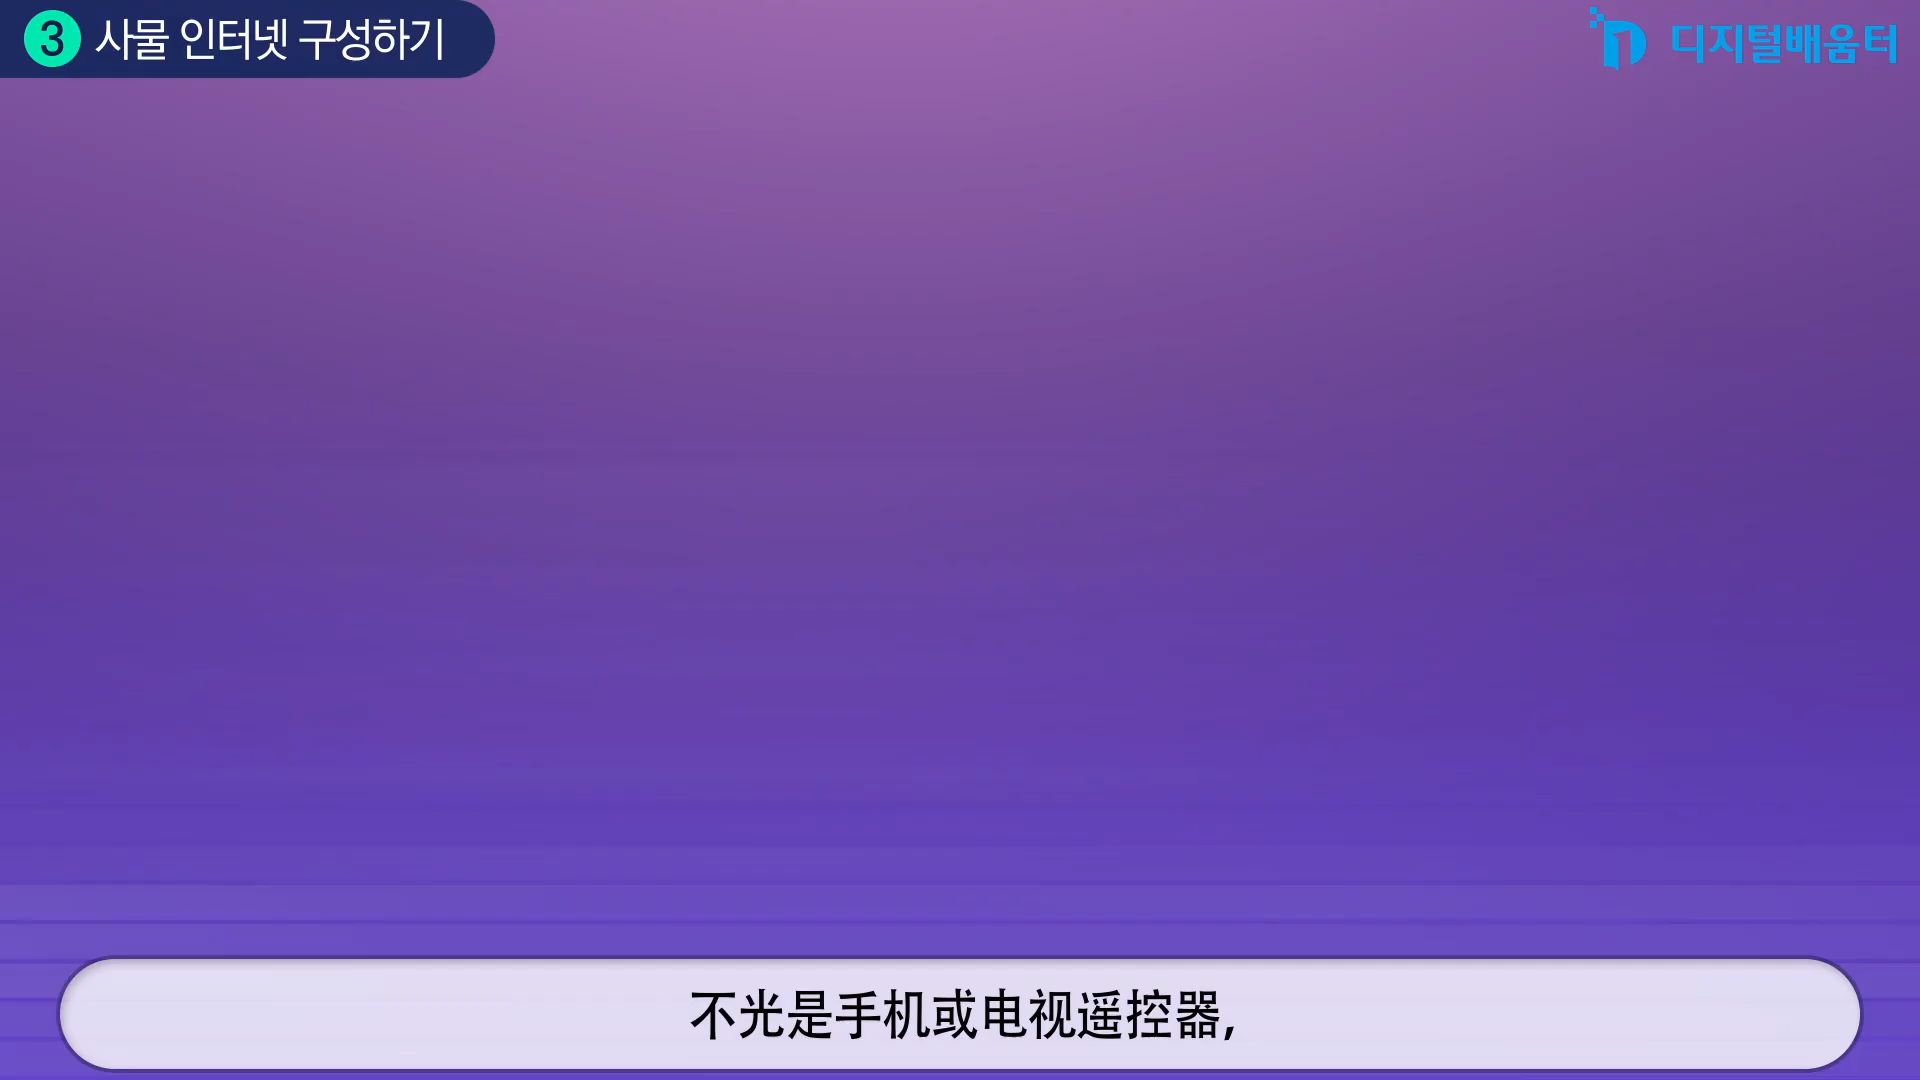 3 사물 인터넷 구성하기
디지털배움터
不光是手机或电视遥控器,